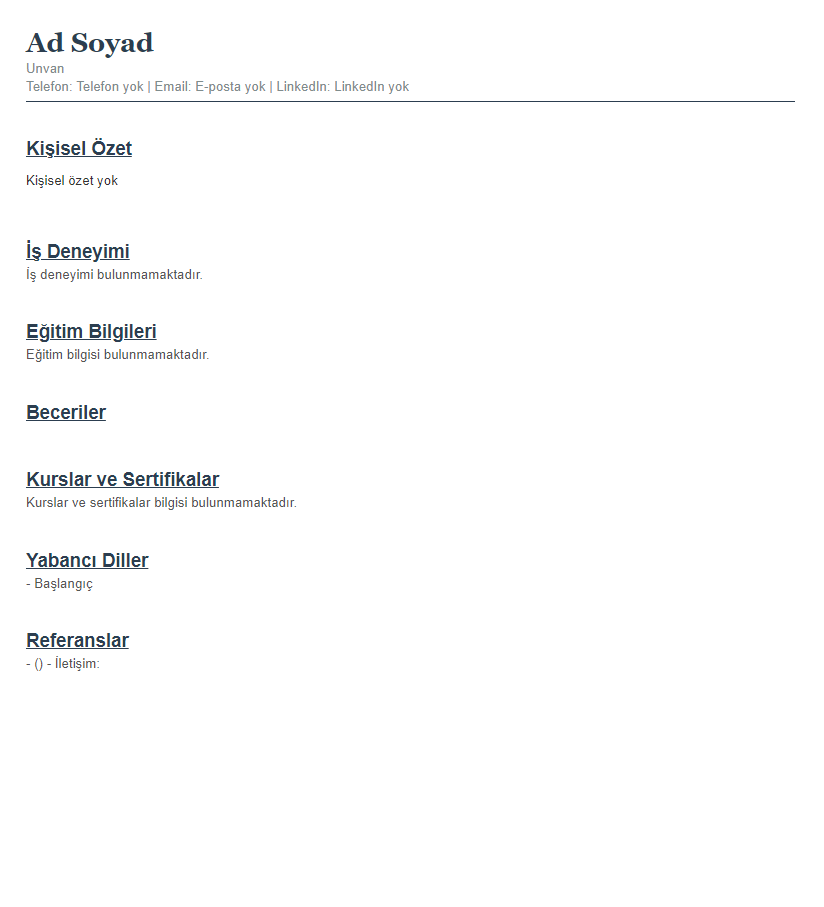 Ad Soyad
Unvan
Telefon: Telefon yok | Email: E-posta yok | LinkedIn: LinkedIn yok
Kişisel Özet
Kişisel özet yok
İş Deneyimi
İş deneyimi bulunmamaktadır.
Eğitim Bilgileri
Eğitim bilgisi bulunmamaktadır.
Beceriler
Kurslar ve Sertifikalar
Kurslar ve sertifikalar bilgisi bulunmamaktadır.
Yabancı Diller
- Başlangıç
Referanslar
- () - İletişim: